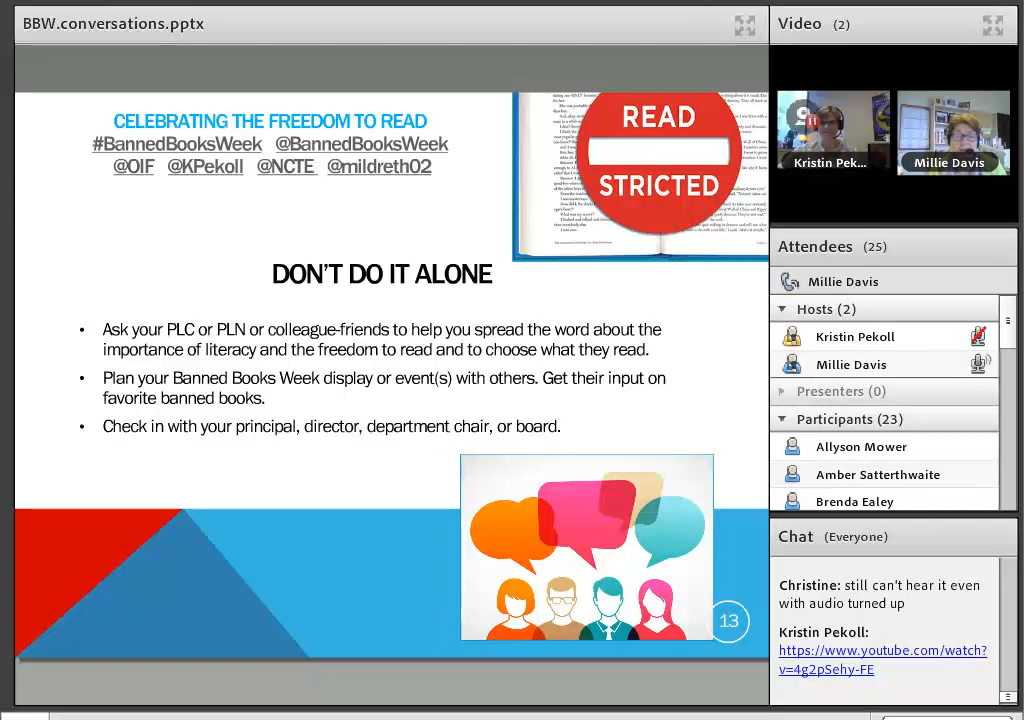 BBW.conversations.pptx
CELEBRATING THE FREEDOM TO READ
#BannedBooksWeek @BannedBooksWeek
@OIF @KPekoll @NCTE @mildreth02
READ
STRICTED
DON'T DO IT ALONE
• Ask your PLC or PLN or colleague-friends to help you spread the word about the
importance of literacy and the freedom to read and to choose what they read.
• Plan your Banned Books Week display or event(s) with others. Get their input on
favorite banned books.
• Check in with your principal, director, department chair, or board.
13
Video (2)
Kristin Pek...
Millie Davis
Attendees (25)
Millie Davis
Hosts (2)
Kristin Pekoll
Millie Davis
Presenters (0)
Participants (23)
Allyson Mower
Amber Satterthwaite
Brenda Ealey
Chat (Everyone)
Christine: still can't hear it even
with audio turned up
Kristin Pekoll:
https://www.youtube.com/watch?
v=4g2pSehy-FE